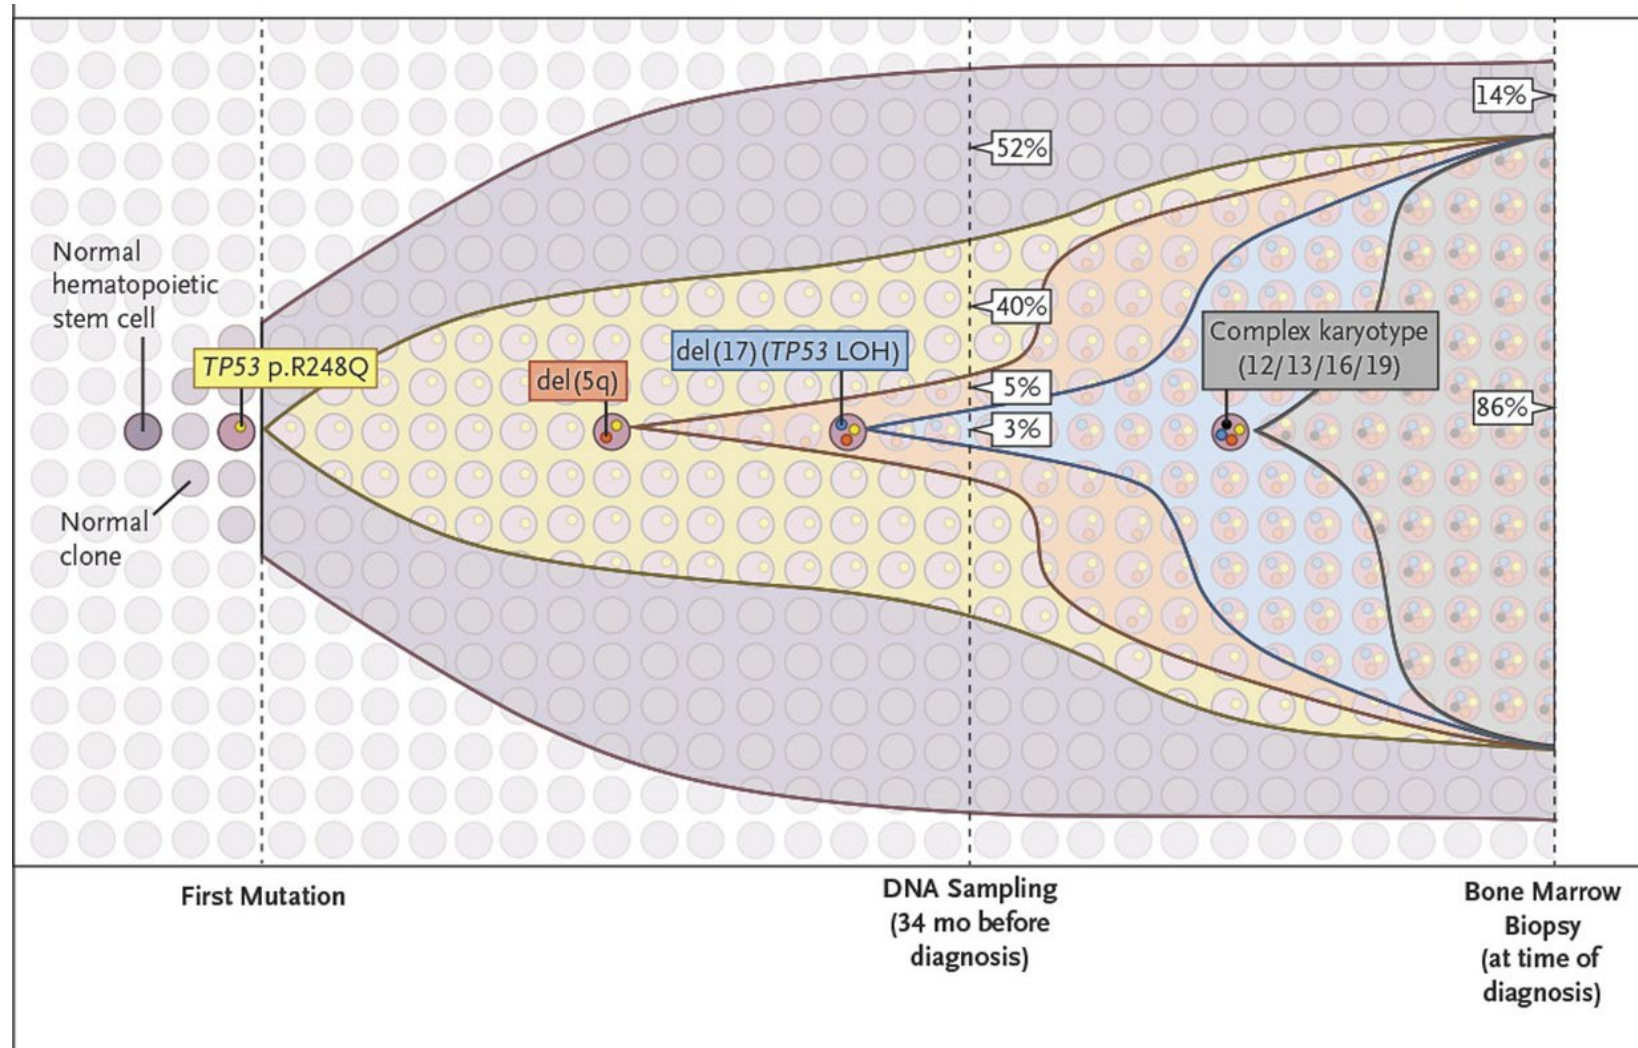 14%
52%
Normal
hematopoietic
stem cell
40%
Complex karyotype
(12/13/16/19)
del(17) (TP53 LOH)
TP53 p.R248Q
del(5q)
5%
86%
3%
Normal
clone
First Mutation
DNA Sampling
(34 mo before
diagnosis)
Bone Marrow
Biopsy
(at time of
diagnosis)